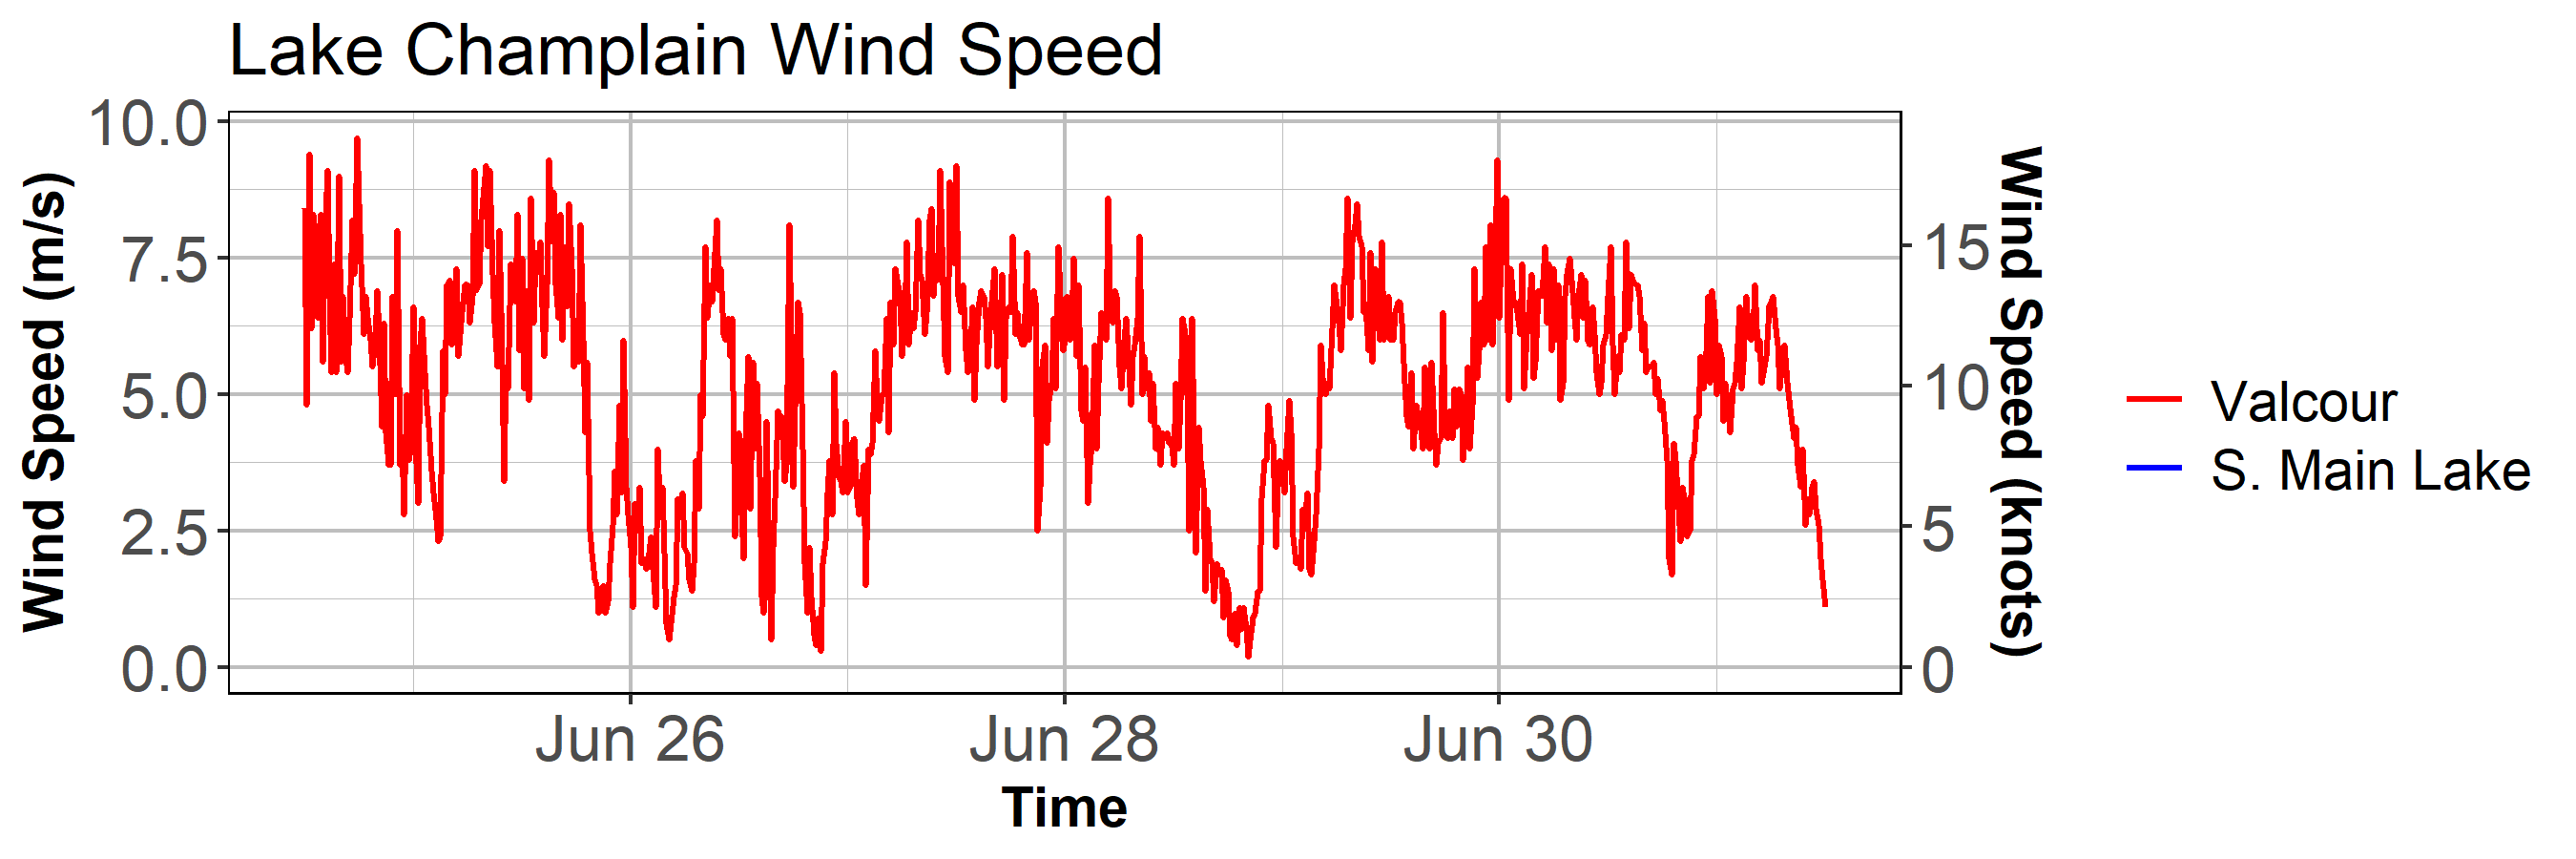 Lake Champlain Wind Speed
10.0
7.5
5.0
2.5
0.0
Wind Speed (m/s)
15
10
5
0
Wind Speed (knots)
Jun 26
Jun 28
Jun 30
Time
Valcour
S. Main Lake